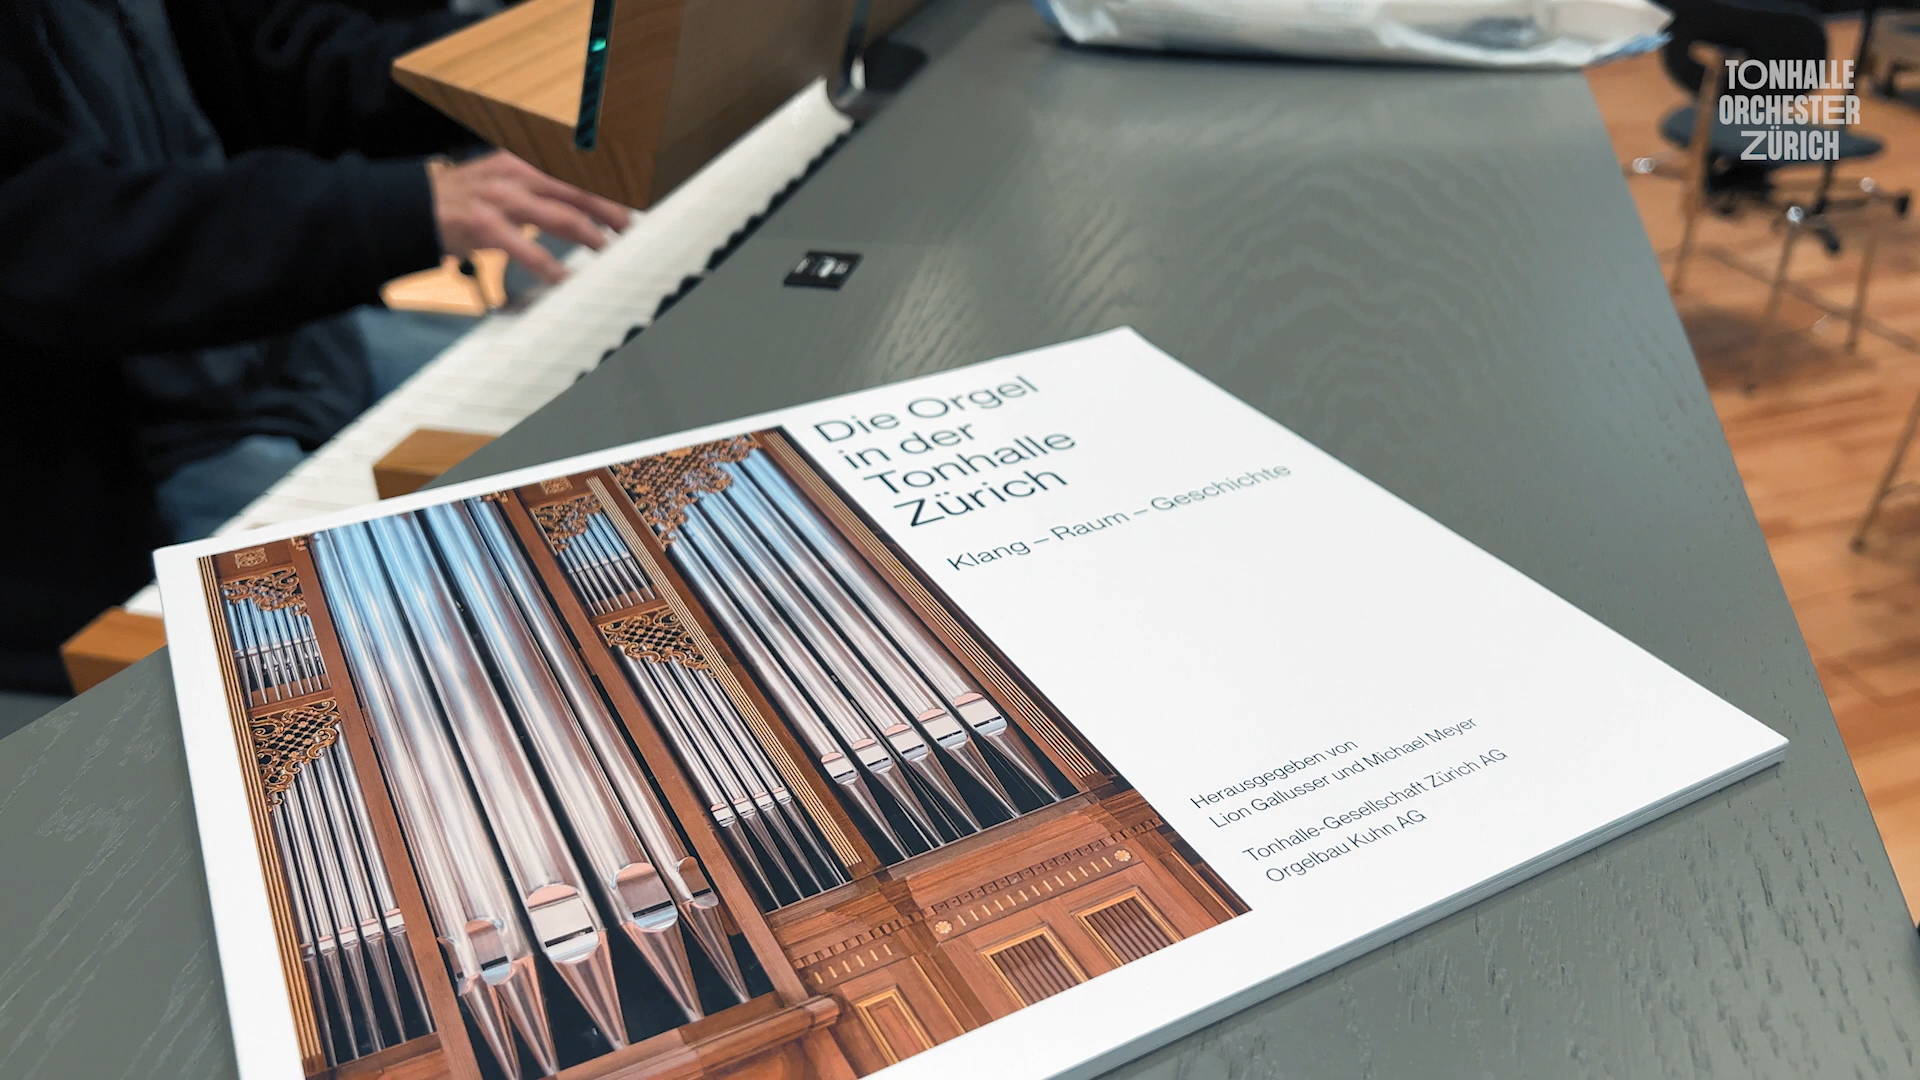 TONHALLE
ORCHESTER
ZÜRICH
Die Orgel
in der
Tonhalle
Zürich
Klang – Raum – Geschichte
Herausgegeben von
Lion Gallusser und Michael Meyer
Tonhalle-Gesellschaft Zürich AG
Orgelbau Kuhn AG